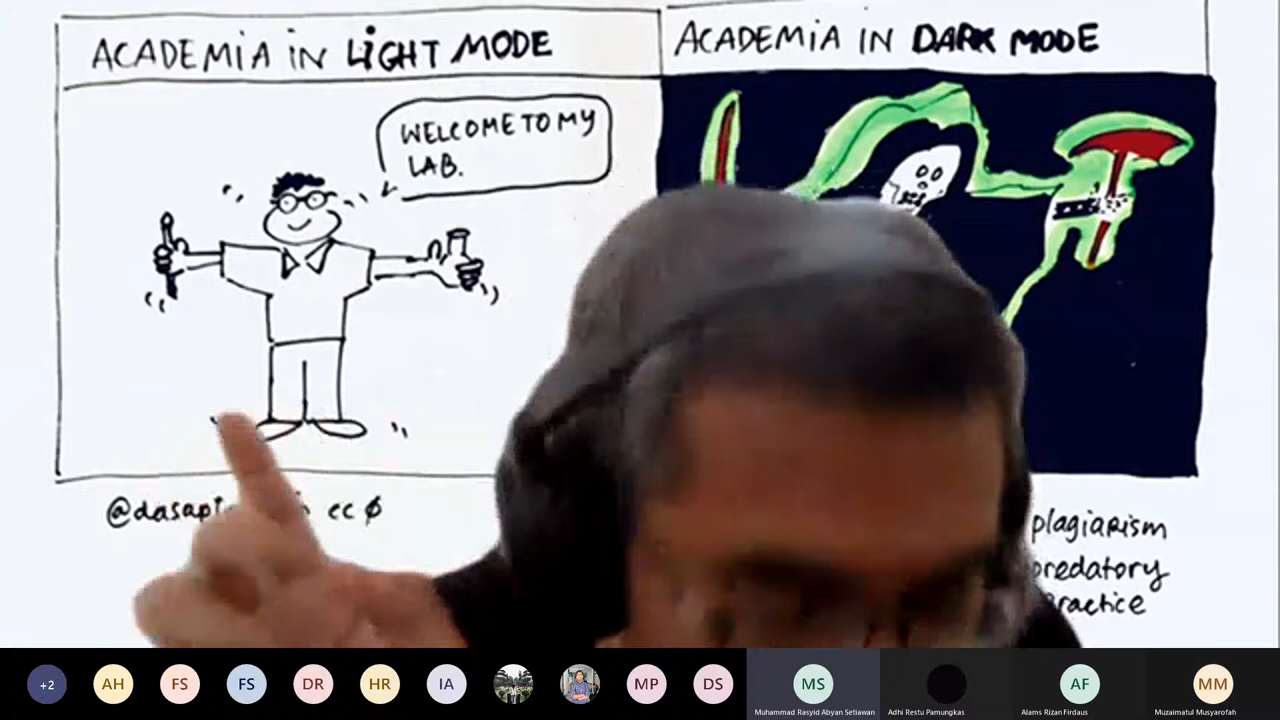 ACADEMIA IN LIGHT MODE
ACADEMIA IN DARK MODE
WELCOME TO MY
LAB.
cc ∅
plagiarism
predatory
practice
+2
AH
FS
FS
DR
HR
IA
MP
DS
MS
AF
MM
Muhammad Rasyid Abyan Setiawan
Adhi Restu Pamungkas
Alams Rizan Firdaus
Muzaimatul Musyarofah